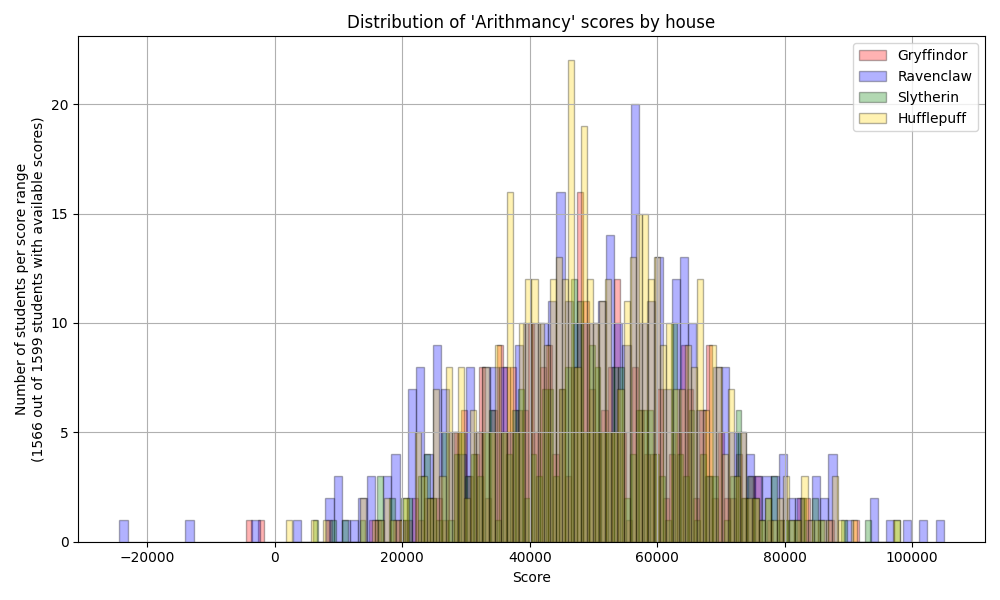 Distribution of 'Arithmancy' scores by house
Gryffindor
Ravenclaw
Slytherin
Hufflepuff
Number of students per score range
(1566 out of 1599 students with available scores)
20
15
10
5
0
−20000
0
20000
40000
60000
80000
100000
Score